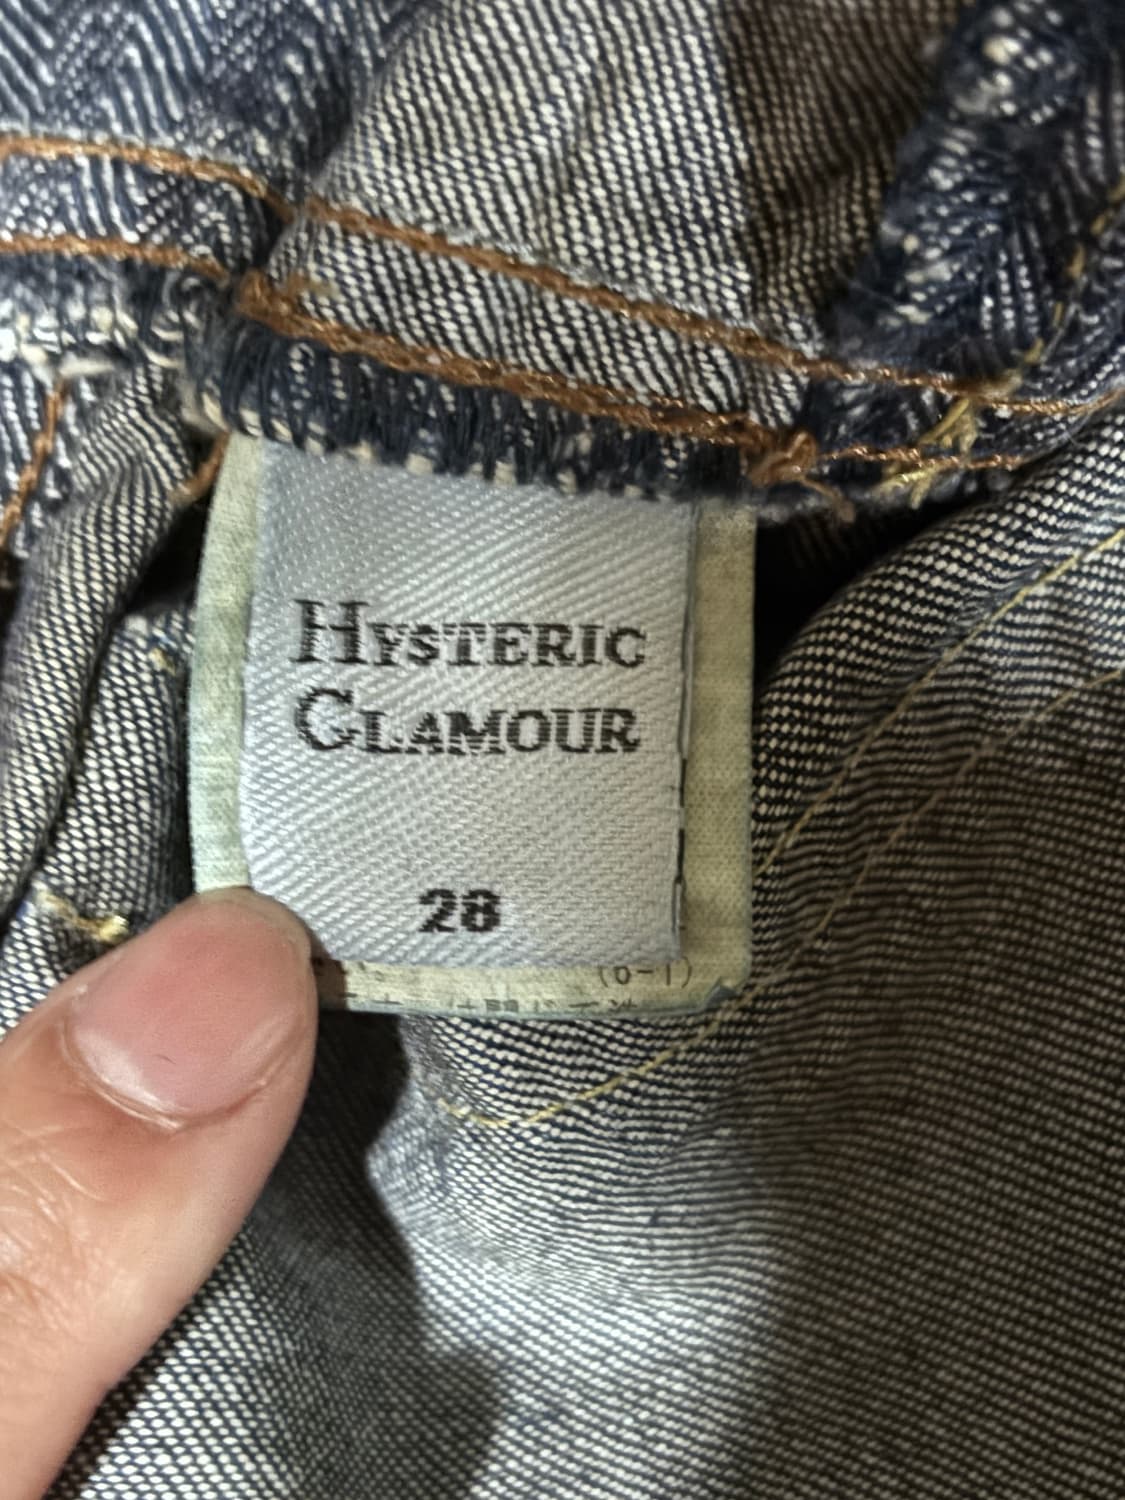 HYSTERIC
GLAMOUR
28
(6-1)